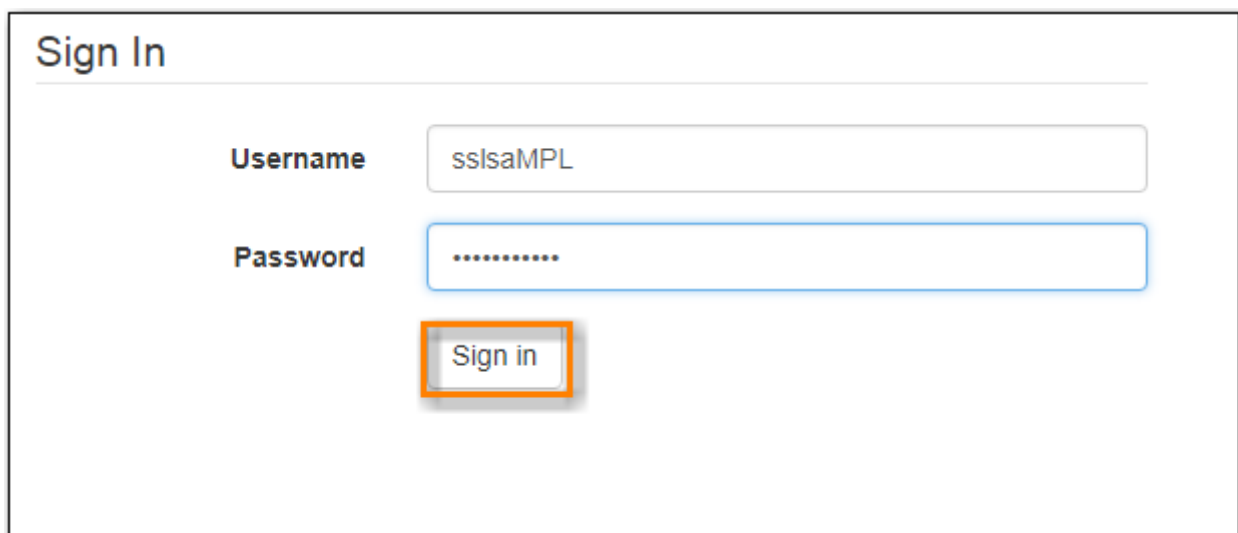 Sign In
Username sslsaMPL
Password •••••••••••
Sign in